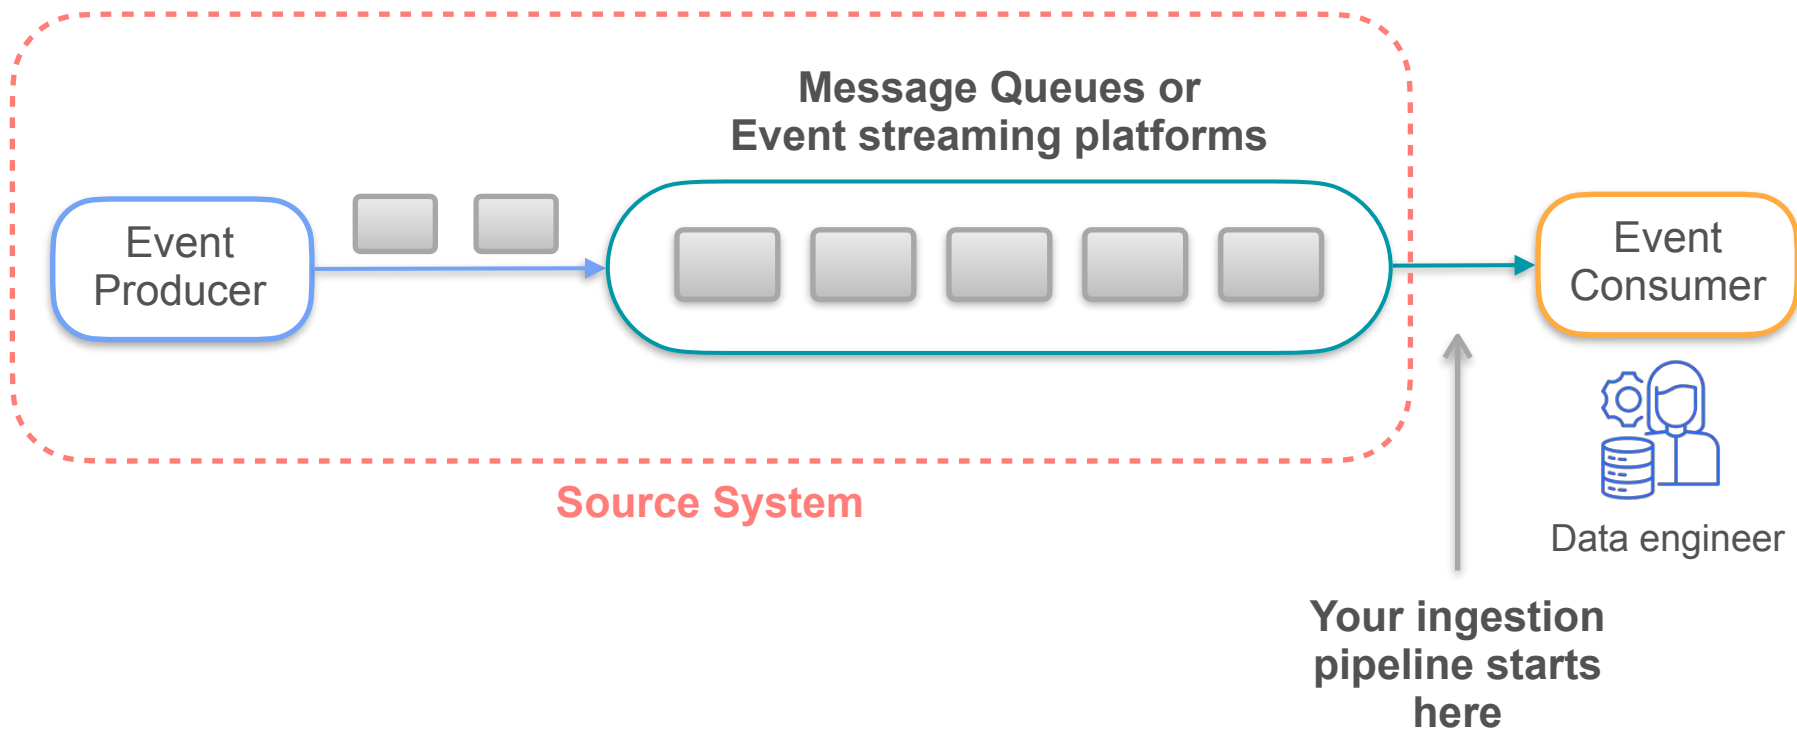 Message Queues or
Event streaming platforms
Event
Producer
Event
Consumer
Source System
Data engineer
Your ingestion
pipeline starts
here